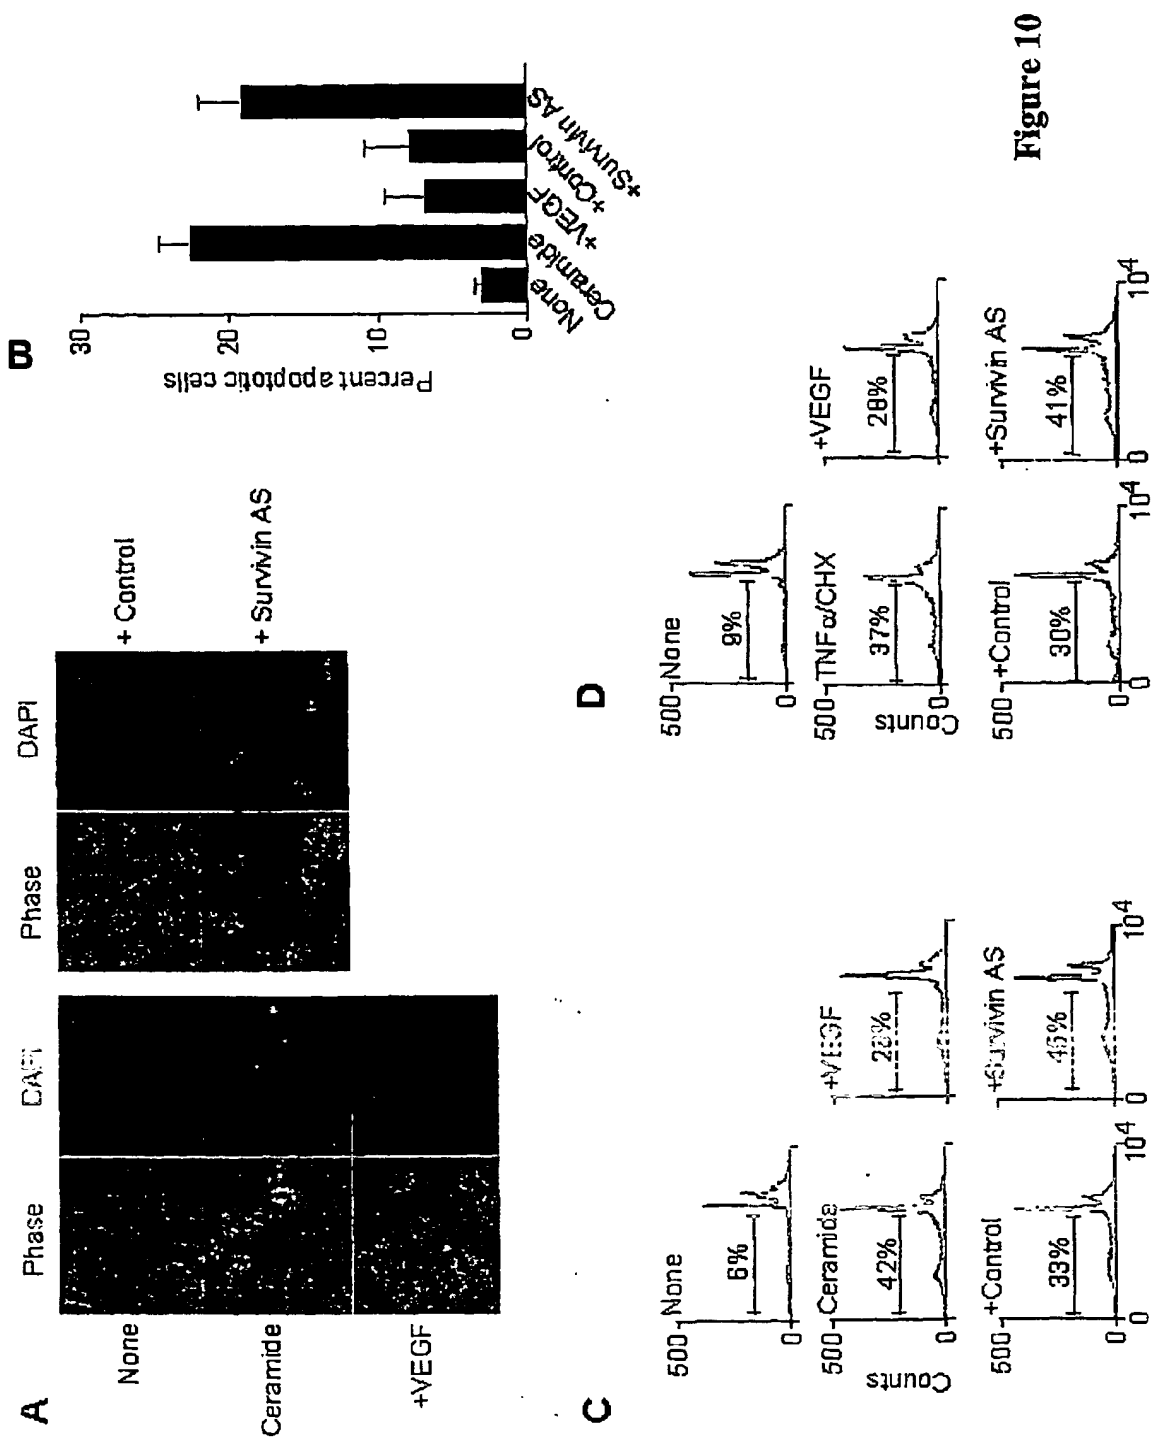 A
Phase DAPI Phase DAPI
None
Ceramide
+VEGF
+ Control
+ Survivin AS
B
Percent apoptotic cells
30
20
10
0
None
Ceramide
+VEGF
+Control
+Survivin AS
C
500 None
6%
0
500 Ceramide
42%
Counts
0
+VEGF
28%
500 +Control
33%
0
10⁴
+Survivin AS
46%
0
10⁴
D
500 None
9%
0
500 TNFα/CHX
37%
Counts
0
+VEGF
28%
500 +Control
30%
0
0
10⁴
+Survivin AS
41%
0
10⁴
Figure 10